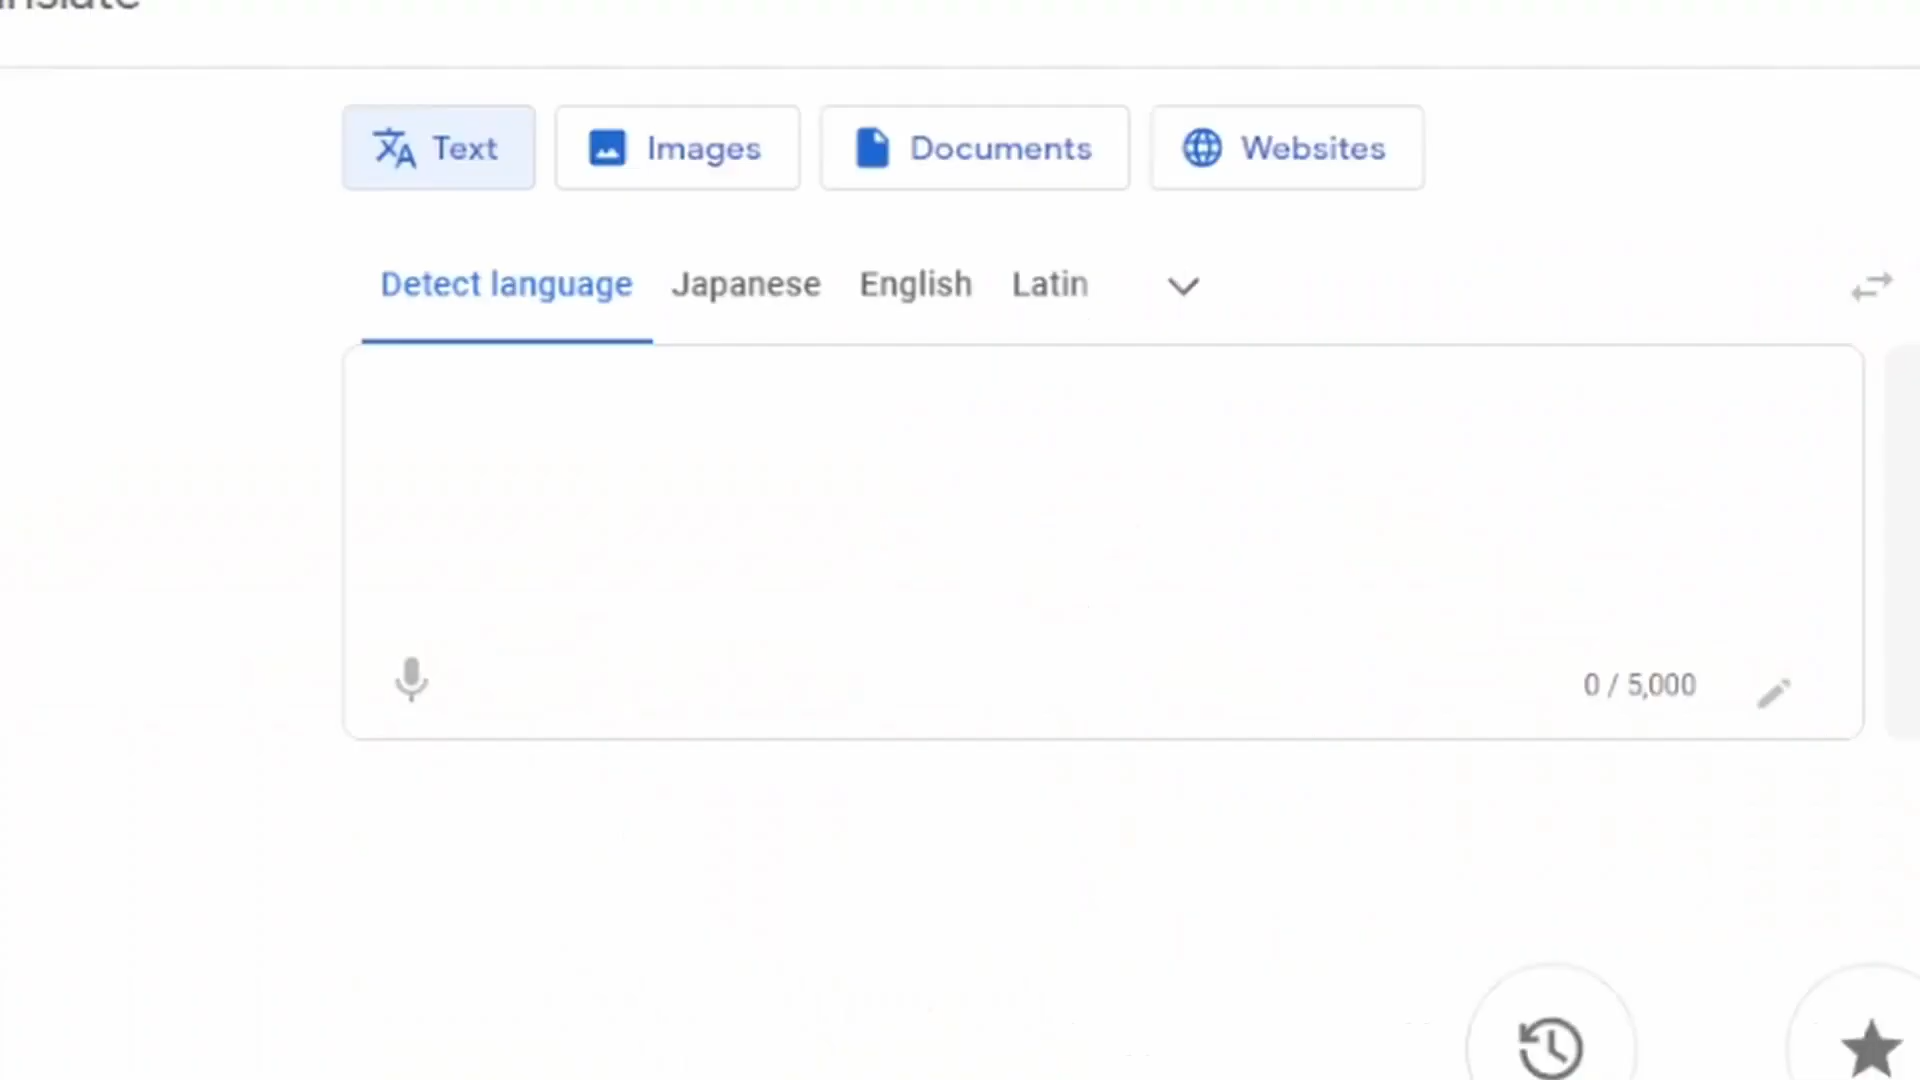 Text Images Documents Websites
Detect language Japanese English Latin
0 / 5,000